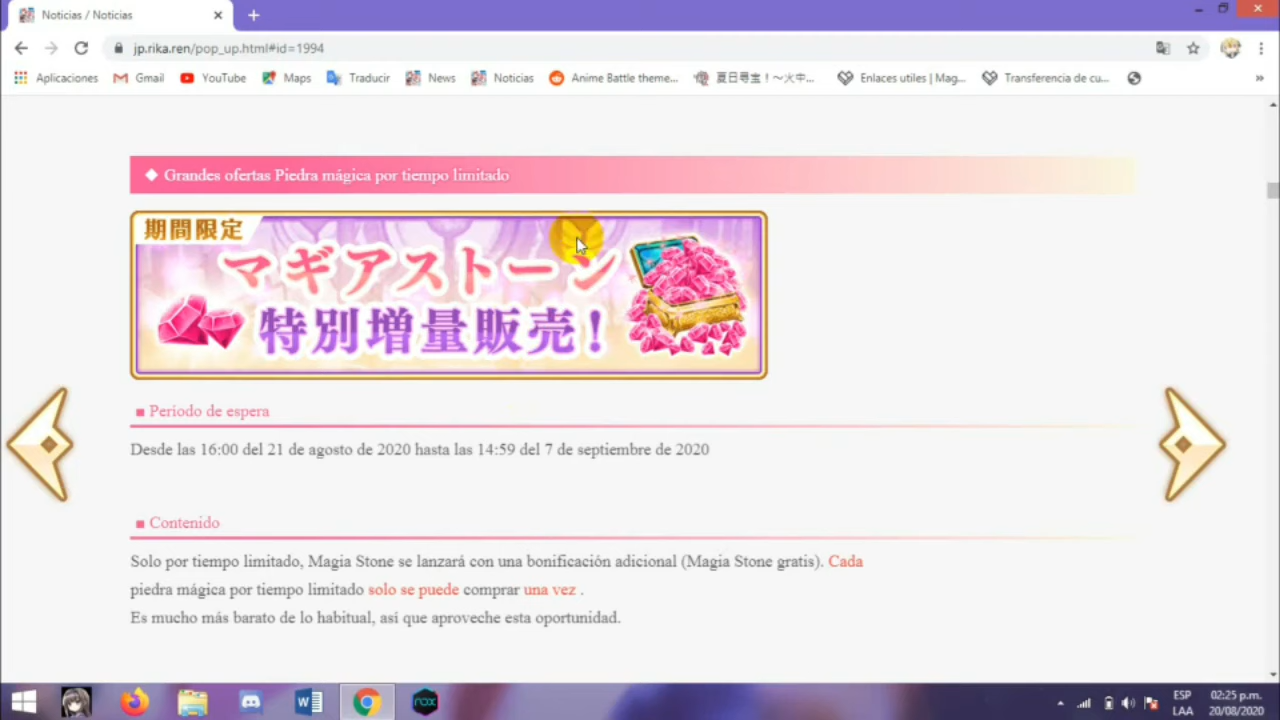 Noticias / Noticias
jp.rika.ren/pop_up.html#id=1994
Aplicaciones
Gmail
YouTube
Maps
Traducir
News
Noticias
Anime Battle theme...
夏日尋宝！～火中...
Enlaces utiles | Mag...
Transferencia de cu...
»
◆ Grandes ofertas Piedra mágica por tiempo limitado
期間限定
マギアストーン
特別増量販売！
■ Período de espera
Desde las 16:00 del 21 de agosto de 2020 hasta las 14:59 del 7 de septiembre de 2020
■ Contenido
Solo por tiempo limitado, Magia Stone se lanzará con una bonificación adicional (Magia Stone gratis). Cada
piedra mágica por tiempo limitado solo se puede comprar una vez .
Es mucho más barato de lo habitual, así que aproveche esta oportunidad.
nox
ESP
LAA
02:25 p.m.
20/08/2020